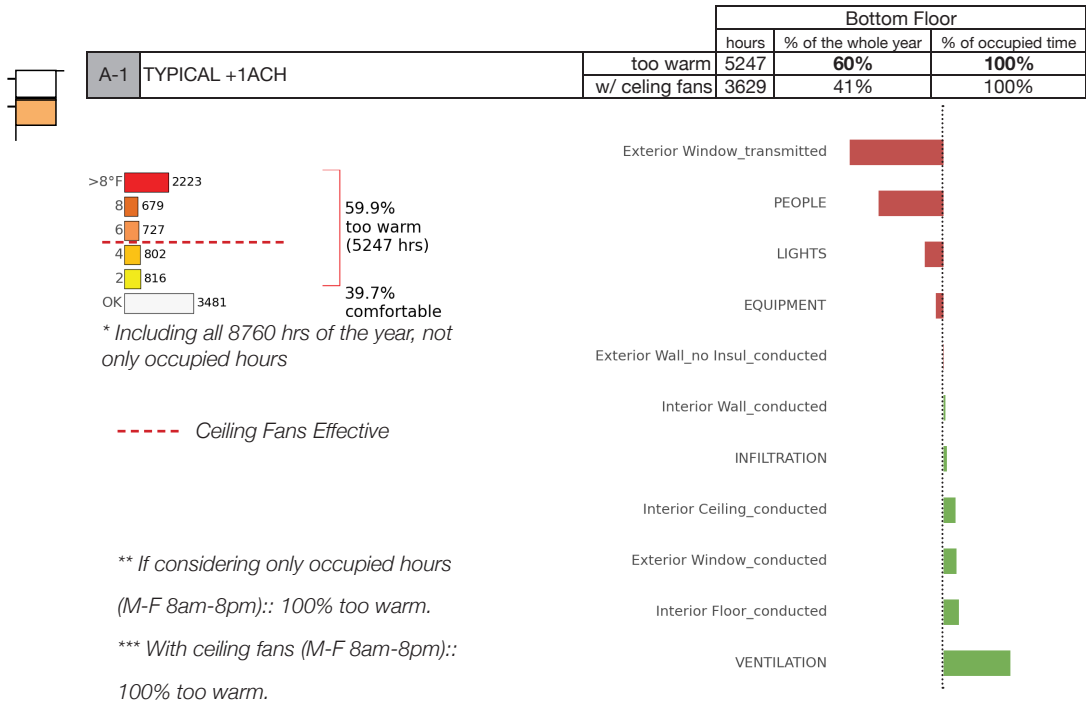 Bottom Floor
hours % of the whole year % of occupied time
A-1 TYPICAL +1ACH too warm 5247 60% 100%
w/ celing fans 3629 41% 100%
>8°F 2223
8 679
6 727
4 802
2 816
OK 3481
59.9%
too warm
(5247 hrs)
39.7%
comfortable
* Including all 8760 hrs of the year, not
only occupied hours
Ceiling Fans Effective
** If considering only occupied hours
(M-F 8am-8pm):: 100% too warm.
*** With ceiling fans (M-F 8am-8pm)::
100% too warm.
Exterior Window_transmitted
PEOPLE
LIGHTS
EQUIPMENT
Exterior Wall_no Insul_conducted
Interior Wall_conducted
INFILTRATION
Interior Ceiling_conducted
Exterior Window_conducted
Interior Floor_conducted
VENTILATION